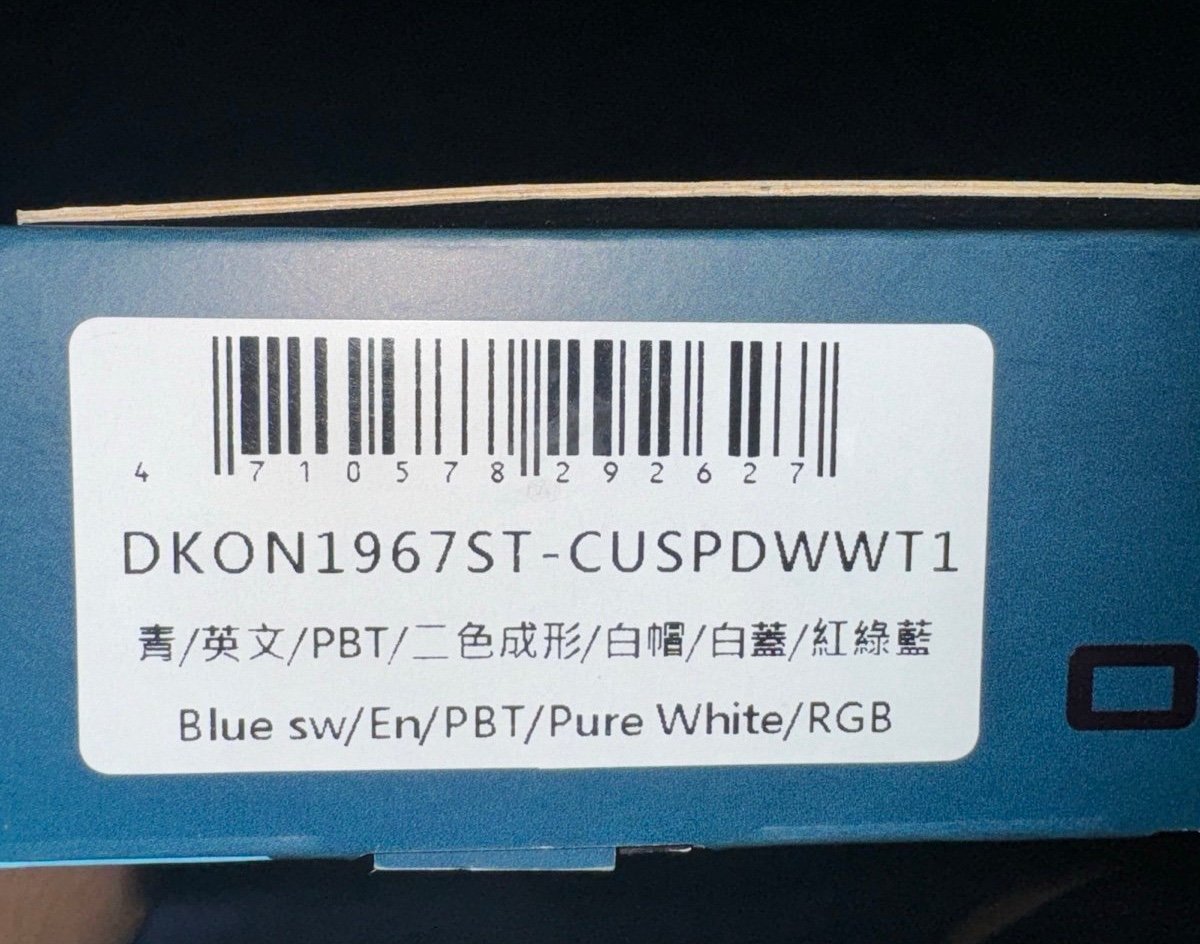 4 710578 292627
DKON1967ST-CUSPDWWT1
青/英文/PBT/二色成形/白帽/白蓋/紅綠藍
Blue sw/En/PBT/Pure White/RGB